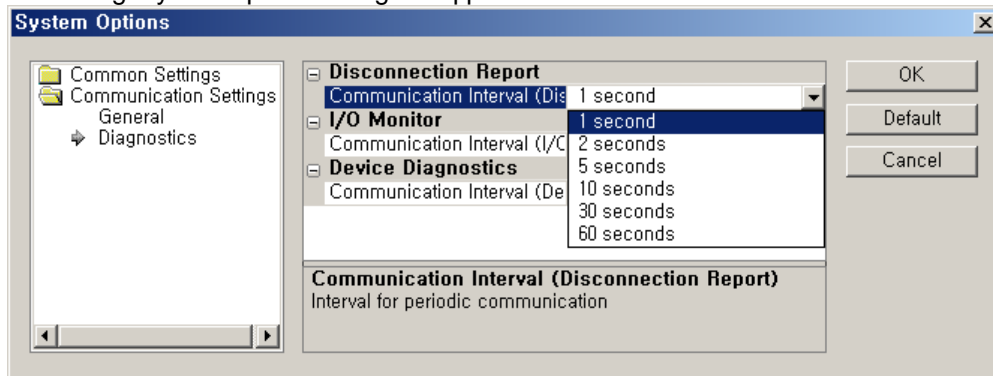 System Options
Common Settings
Communication Settings
General
Diagnostics
Disconnection Report
Communication Interval (Dis 1 second
I/O Monitor
Communication Interval (I/O
Device Diagnostics
Communication Interval (De
1 second
2 seconds
5 seconds
10 seconds
30 seconds
60 seconds
Communication Interval (Disconnection Report)
Interval for periodic communication
OK
Default
Cancel